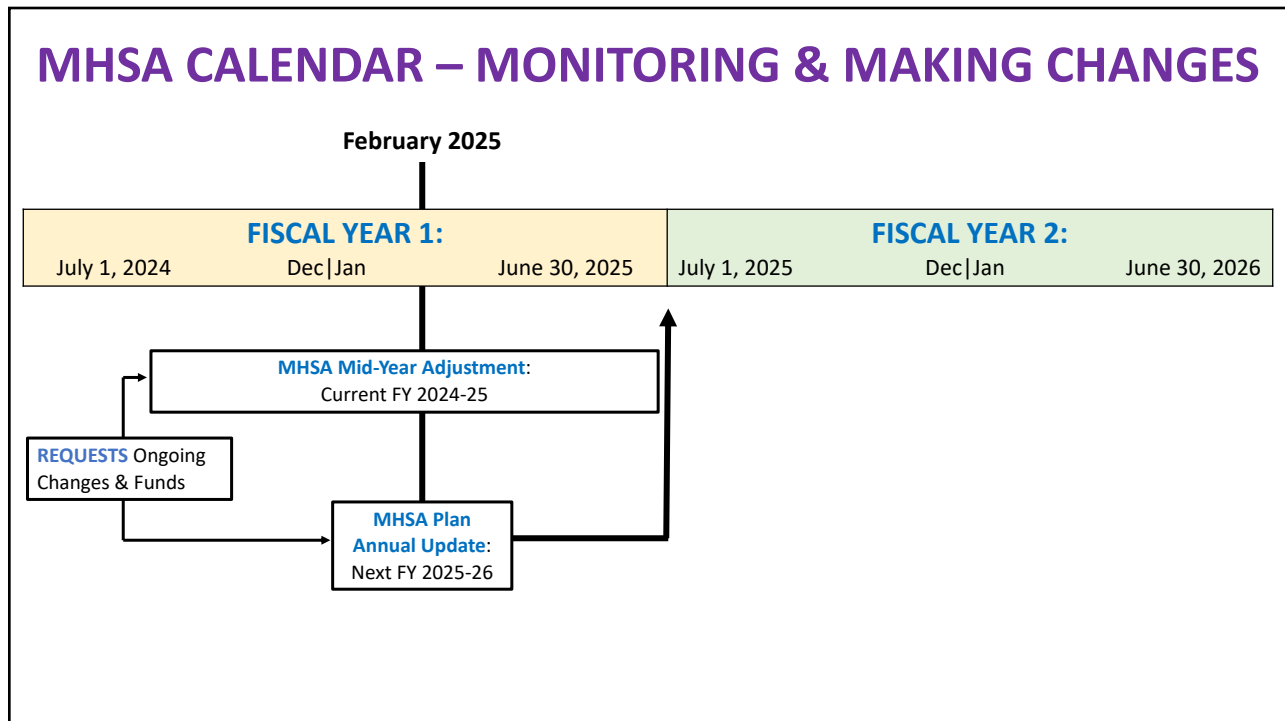 MHSA CALENDAR – MONITORING & MAKING CHANGES
February 2025
FISCAL YEAR 1:
July 1, 2024 Dec|Jan June 30, 2025
FISCAL YEAR 2:
July 1, 2025 Dec|Jan June 30, 2026
MHSA Mid-Year Adjustment:
Current FY 2024-25
REQUESTS Ongoing
Changes & Funds
MHSA Plan
Annual Update:
Next FY 2025-26